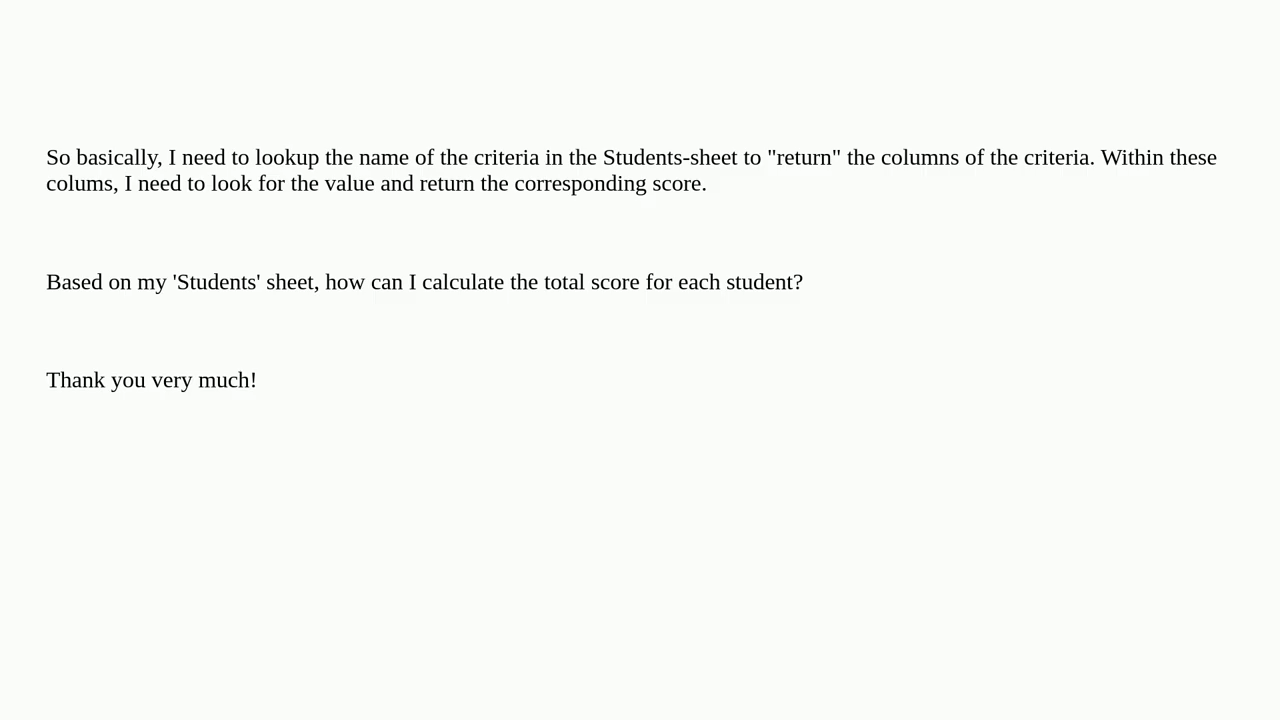 So basically, I need to lookup the name of the criteria in the Students-sheet to "return" the columns of the criteria. Within these
colums, I need to look for the value and return the corresponding score.
Based on my 'Students' sheet, how can I calculate the total score for each student?
Thank you very much!